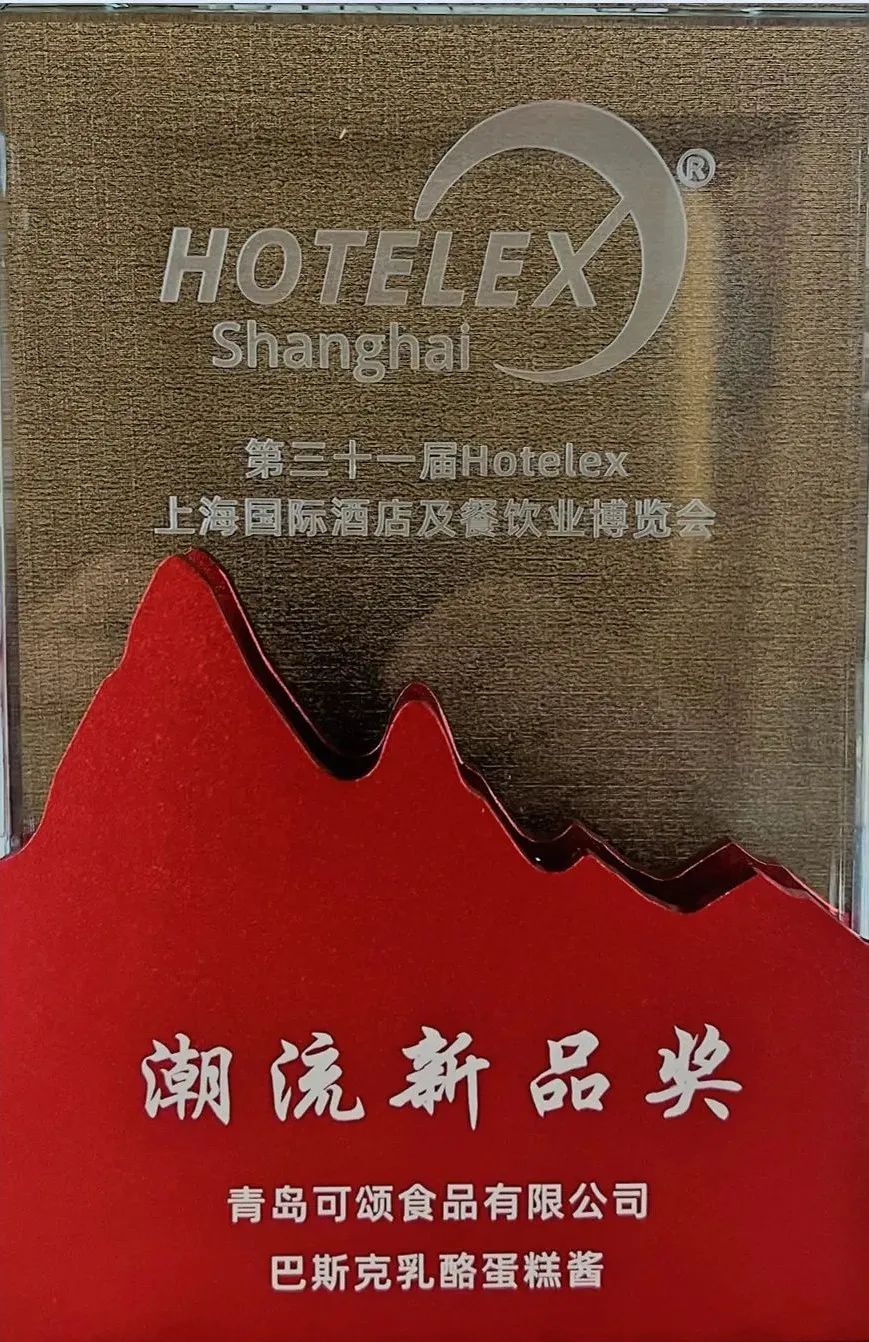 HOTELEX®
Shanghai
第三十一届Hotelex
上海国际酒店及餐饮业博览会
潮流新品奖
青岛可颂食品有限公司
巴斯克乳酪蛋糕酱